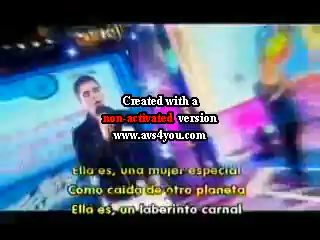 Created with a
non-activated version
www.avs4you.com
Ella es, una mujer especial
Como caida de otro planeta
Ella es, un laberinto carnal